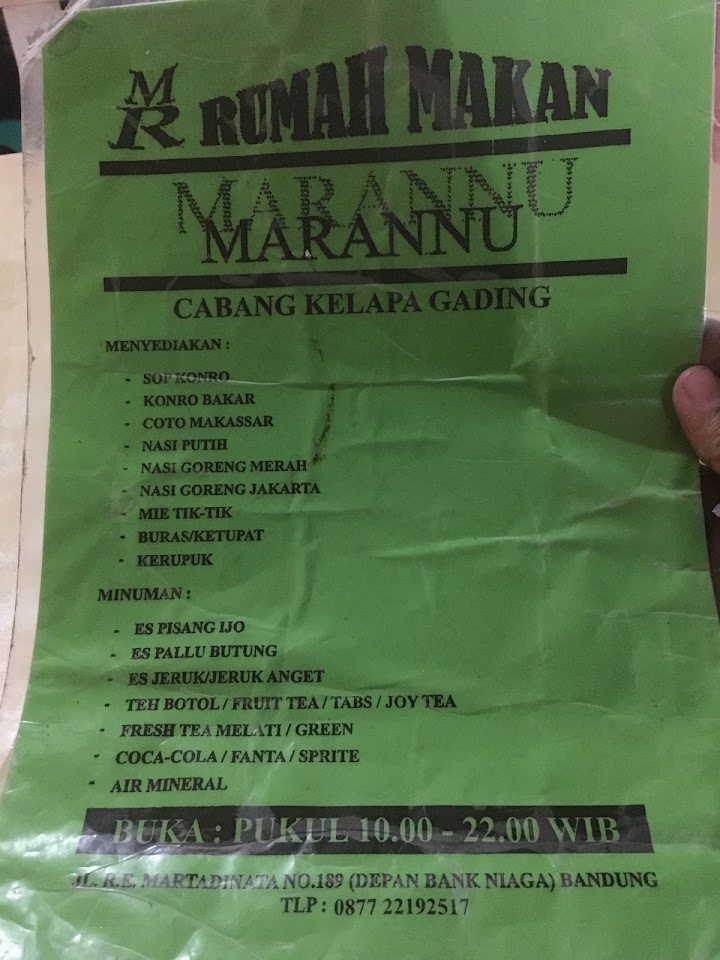 MR RUMAH MAKAN
MARANNU
MARANNU
CABANG KELAPA GADING
MENYEDIAKAN :
- SOP KONRO
- KONRO BAKAR
- COTO MAKASSAR
- NASI PUTIH
- NASI GORENG MERAH
- NASI GORENG JAKARTA
- MIE TIK-TIK
- BURAS/KETUPAT
- KERUPUK
MINUMAN :
- ES PISANG IJO
- ES PALLU BUTUNG
- ES JERUK/JERUK ANGET
- TEH BOTOL / FRUIT TEA / TABS / JOY TEA
- FRESH TEA MELATI / GREEN
- COCA-COLA / FANTA / SPRITE
- AIR MINERAL
BUKA : PUKUL 10.00 - 22.00 WIB
JL. R.E. MARTADINATA NO.189 (DEPAN BANK NIAGA) BANDUNG
TLP : 0877 22192517